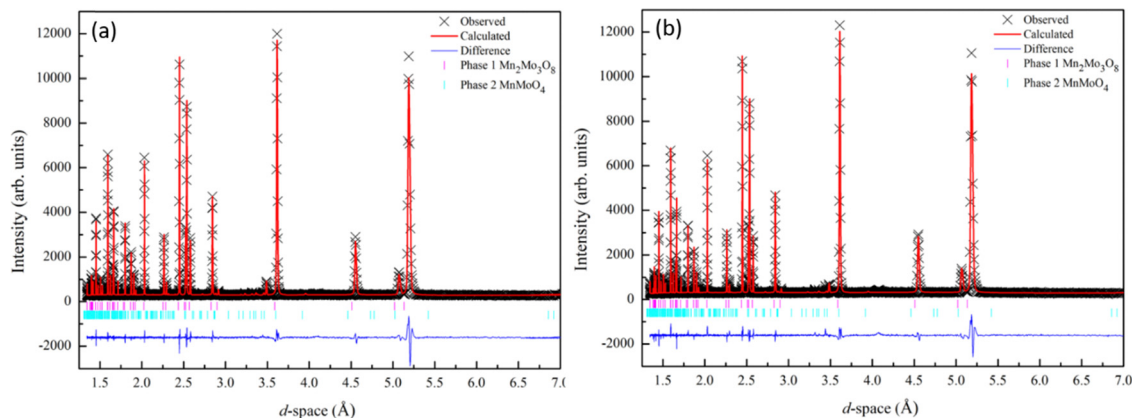 (a)
Observed
Calculated
Difference
Phase 1 Mn2Mo3O8
Phase 2 MnMoO4
12000
10000
8000
6000
4000
2000
0
-2000
Intensity (arb. units)
1.5 2.0 2.5 3.0 3.5 4.0 4.5 5.0 5.5 6.0 6.5 7.0
d-space (Å)
(b)
Observed
Calculated
Difference
Phase 1 Mn2Mo3O8
Phase 2 MnMoO4
12000
10000
8000
6000
4000
2000
0
-2000
Intensity (arb. units)
1.5 2.0 2.5 3.0 3.5 4.0 4.5 5.0 5.5 6.0 6.5 7.0
d-space (Å)